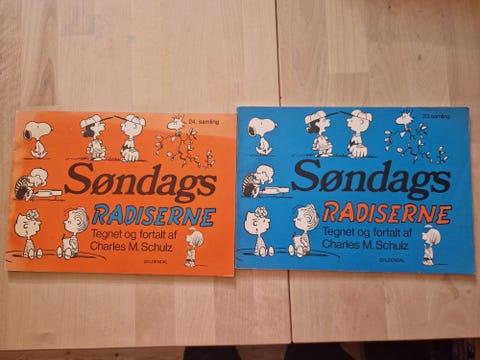 24. samling
Søndags
RADISERNE
Tegnet og fortalt af
Charles M. Schulz
GYLDENDAL
23. samling
Søndags
RADISERNE
Tegnet og fortalt af
Charles M. Schulz
GYLDENDAL